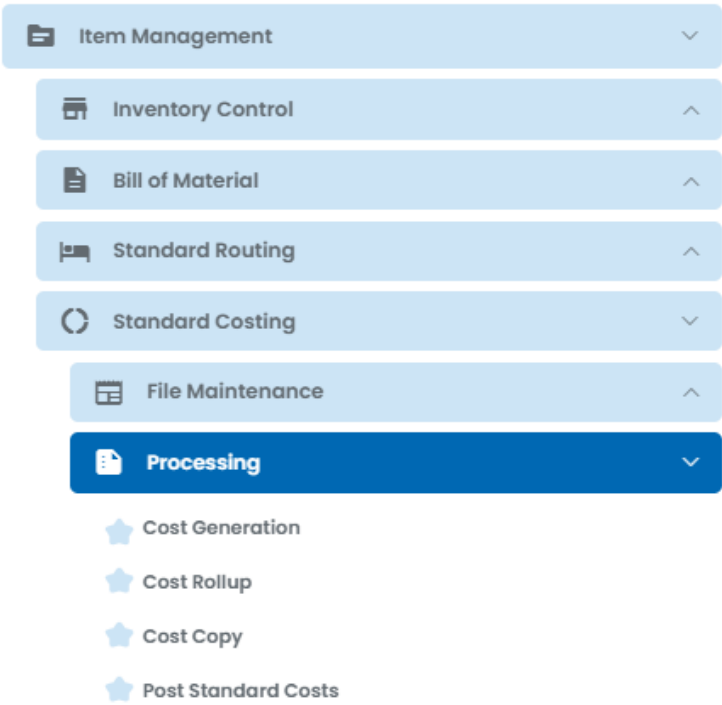 Item Management
Inventory Control
Bill of Material
Standard Routing
Standard Costing
File Maintenance
Processing
Cost Generation
Cost Rollup
Cost Copy
Post Standard Costs